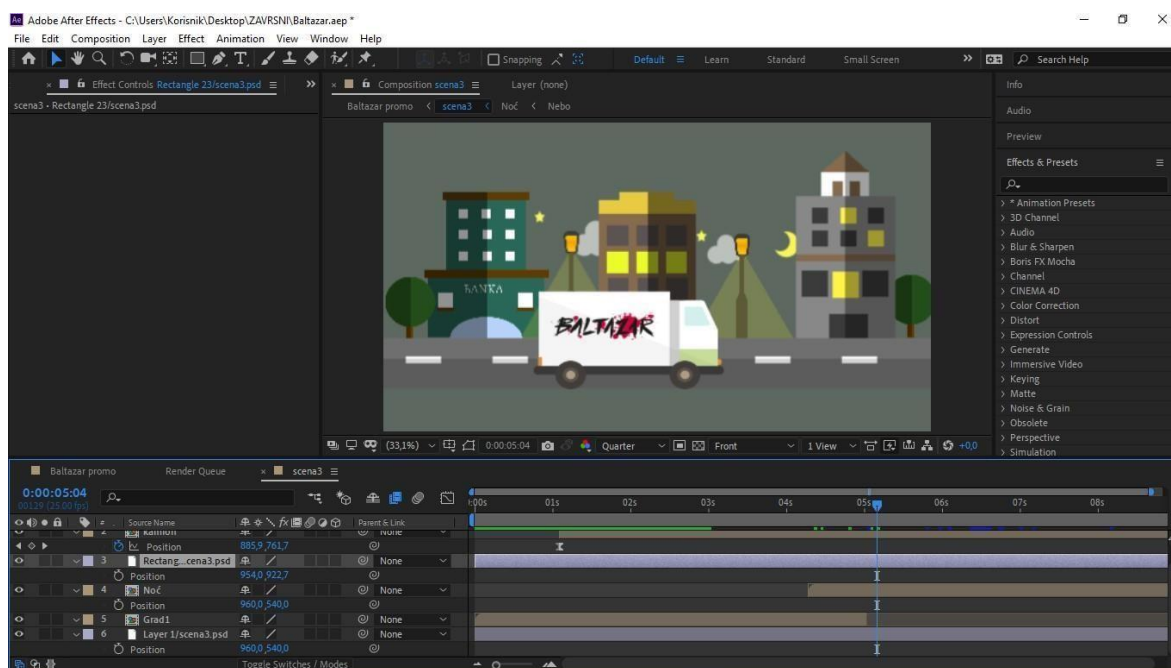 Adobe After Effects - C:\Users\Korisnik\Desktop\ZAVRSNI\Baltazar.aep *
File Edit Composition Layer Effect Animation View Window Help
Snapping Default Learn Standard Small Screen Search Help
Effect Controls Rectangle 23/scena3.psd
Composition scena3 Layer (none)
Info
scena3 - Rectangle 23/scena3.psd
Baltazar promo scena3 Noć Nebo
Audio
Preview
Effects & Presets
* Animation Presets
3D Channel
Audio
Blur & Sharpen
Boris FX Mocha
Channel
CINEMA 4D
Color Correction
Distort
Expression Controls
Generate
Immersive Video
Keying
Matte
Noise & Grain
Obsolete
Perspective
Simulation
BANKA
BALTAZAR
(33,1%) 0:00:05:04 Quarter Front 1 View +0,0
Baltazar promo Render Queue scena3
0:00:05:04
00129 (25.00 fps)
01s 02s 03s 04s 05s 06s 07s 08s
# Source Name Parent & Link
2 kamion None
Position 885,9,761,7
3 Rectang...cena3.psd None
Position 954,0,922,7
4 Noć None
Position 960,0,540,0
5 Grad1 None
6 Layer 1/scena3.psd None
Position 960,0,540,0
Toggle Switches / Modes